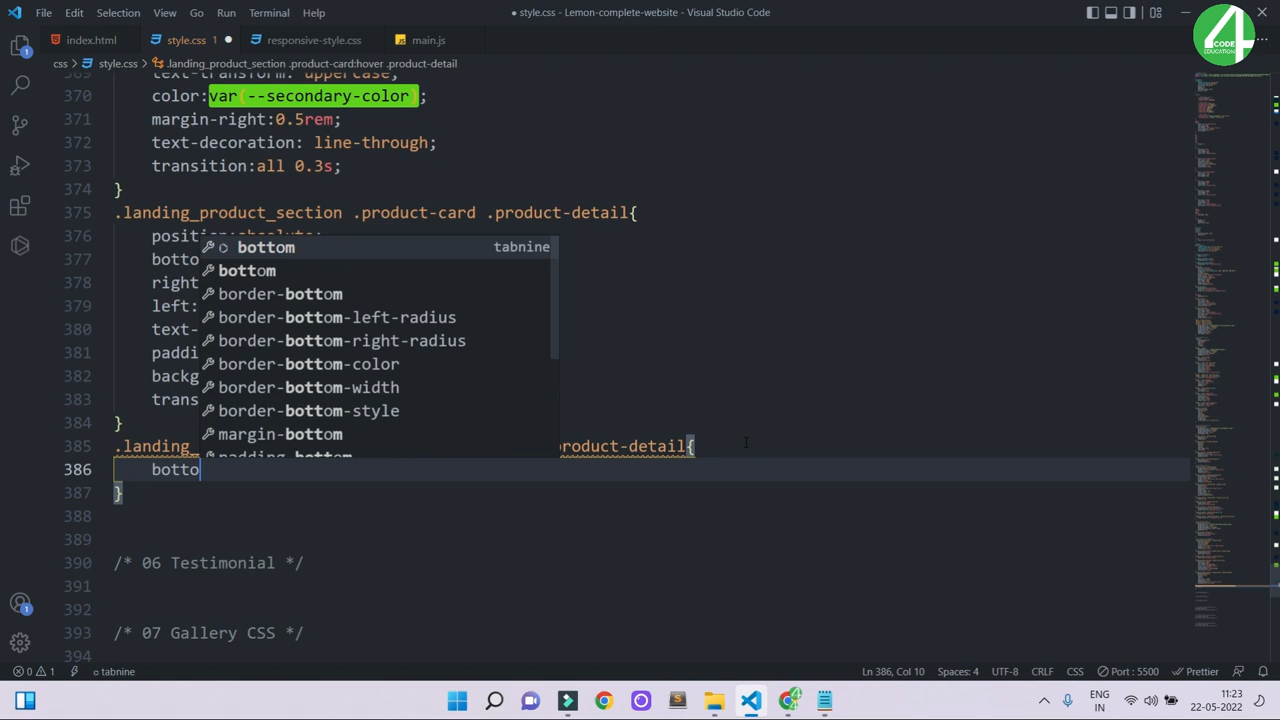 File Edit Selection View Go Run Terminal Help
● style.css - Lemon-complete-website - Visual Studio Code
4
CODE
EDUCATION
index.html
style.css 1
responsive-style.css
main.js
css > style.css > .landing_product_section .product-card:hover .product-detail
369 text-transform: uppercase;
370 color:var(--secondary-color);
371 margin-right:0.5rem;
372 text-decoration: line-through;
373 transition:all 0.3s;
374 }
375 .landing_product_section .product-card .product-detail{
376 position:absolute;
377 botto
378 right
379 left:
380 text-
381 paddi
382 backg
383 trans
384 }
385 .landing_ product-detail{
386 botto
387 }
388
389
390 /* 06 Testimonial */
391
392
393 /* 07 Gallery CSS */
394
bottom tabnine
bottom
border-bottom
border-bottom-left-radius
border-bottom-right-radius
border-bottom-color
border-bottom-width
border-bottom-style
margin-bottom
padding-bottom
1
1
0 1 tabnine
Ln 386, Col 10 Spaces: 4 UTF-8 CRLF CSS Port : 5500 Prettier
ENG
IN
11:23
22-05-2022